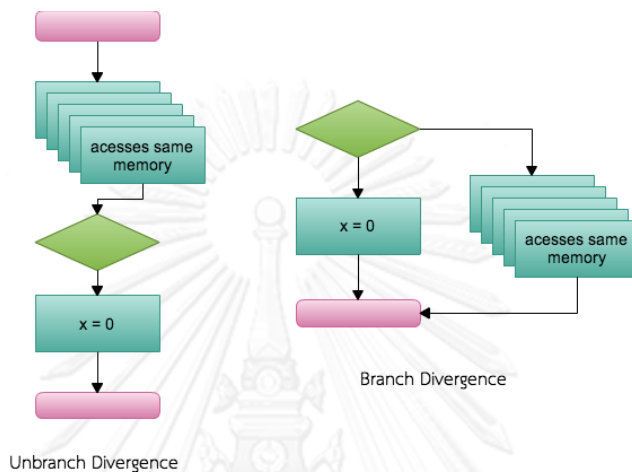 acesses same
memory
x = 0
Unbranch Divergence
x = 0
acesses same
memory
Branch Divergence